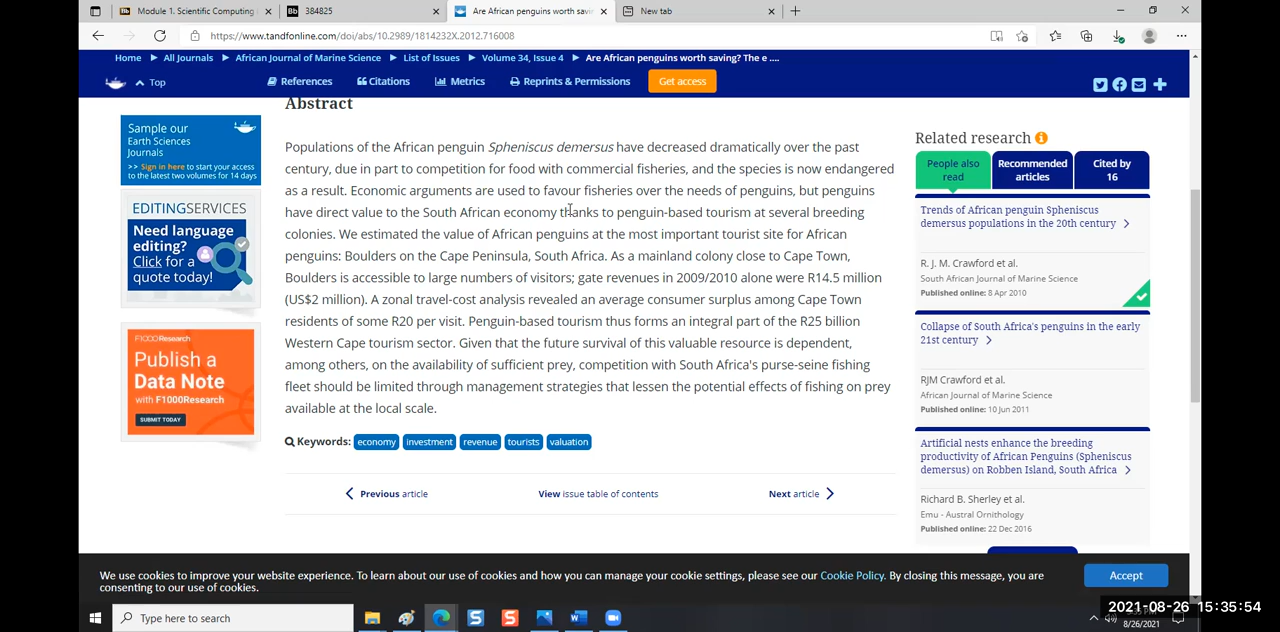 Module 1. Scientific Computing
384825
Are African penguins worth savi
New tab
https://www.tandfonline.com/doi/abs/10.2989/1814232X.2012.716008
Home
All Journals
African Journal of Marine Science
List of Issues
Volume 34, Issue 4
Are African penguins worth saving? The e ....
Top
References
Citations
Metrics
Reprints & Permissions
Get access
Abstract
Populations of the African penguin Spheniscus demersus have decreased dramatically over the past
century, due in part to competition for food with commercial fisheries, and the species is now endangered
as a result. Economic arguments are used to favour fisheries over the needs of penguins, but penguins
have direct value to the South African economy thanks to penguin-based tourism at several breeding
colonies. We estimated the value of African penguins at the most important tourist site for African
penguins: Boulders on the Cape Peninsula, South Africa. As a mainland colony close to Cape Town,
Boulders is accessible to large numbers of visitors; gate revenues in 2009/2010 alone were R14.5 million
(US$2 million). A zonal travel-cost analysis revealed an average consumer surplus among Cape Town
residents of some R20 per visit. Penguin-based tourism thus forms an integral part of the R25 billion
Western Cape tourism sector. Given that the future survival of this valuable resource is dependent,
among others, on the availability of sufficient prey, competition with South Africa's purse-seine fishing
fleet should be limited through management strategies that lessen the potential effects of fishing on prey
available at the local scale.
Keywords: economy investment revenue tourists valuation
Previous article
View issue table of contents
Next article
Sample our
Earth Sciences
Journals
>> Sign in here to start your access
to the latest two volumes for 14 days
EDITINGSERVICES
Need language
editing?
Click for a
quote today!
F1000Research
Publish a
Data Note
with F1000Research
SUBMIT TODAY
Related research
People also
read
Recommended
articles
Cited by
16
Trends of African penguin Spheniscus
demersus populations in the 20th century
R. J. M. Crawford et al.
South African Journal of Marine Science
Published online: 8 Apr 2010
Collapse of South Africa's penguins in the early
21st century
RJM Crawford et al.
African Journal of Marine Science
Published online: 10 Jun 2011
Artificial nests enhance the breeding
productivity of African Penguins (Spheniscus
demersus) on Robben Island, South Africa
Richard B. Sherley et al.
Emu - Austral Ornithology
Published online: 22 Dec 2016
We use cookies to improve your website experience. To learn about our use of cookies and how you can manage your cookie settings, please see our Cookie Policy. By closing this message, you are
consenting to our use of cookies.
Accept
Type here to search
2021-08-26 15:35:54
8/26/2021